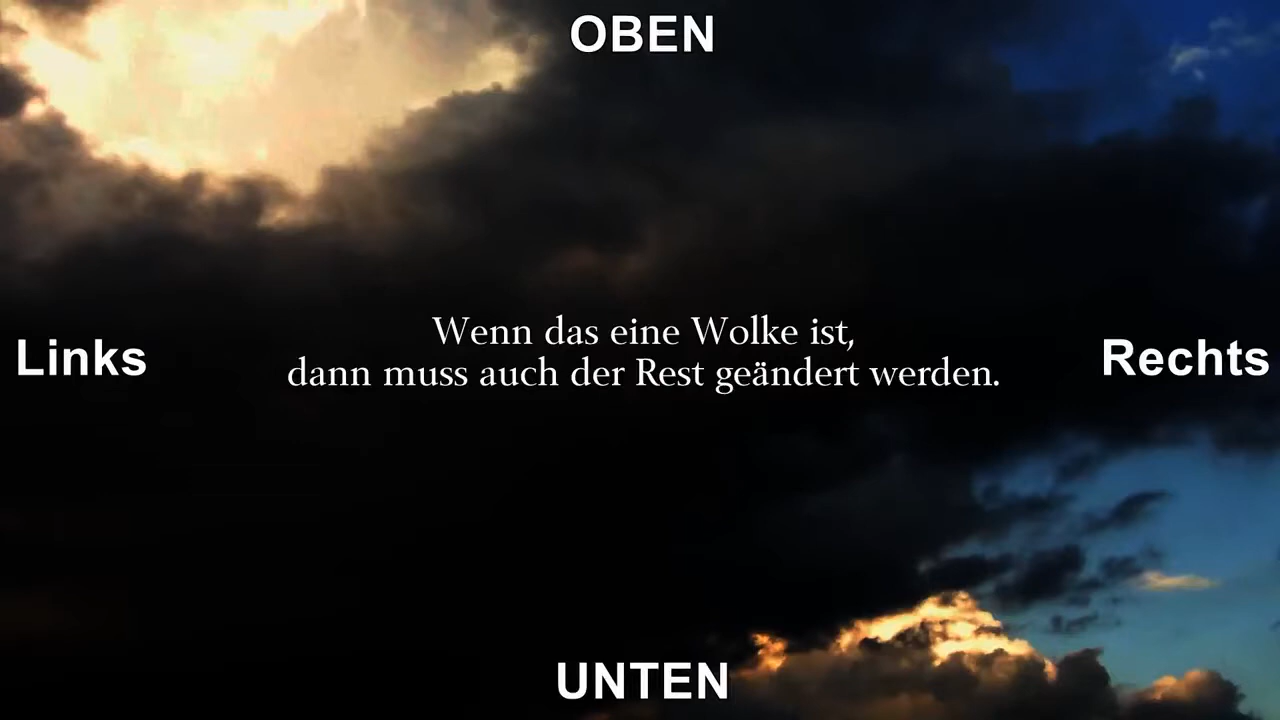 OBEN
Wenn das eine Wolke ist,
Links
dann muss auch der Rest geändert werden.
Rechts
UNTEN